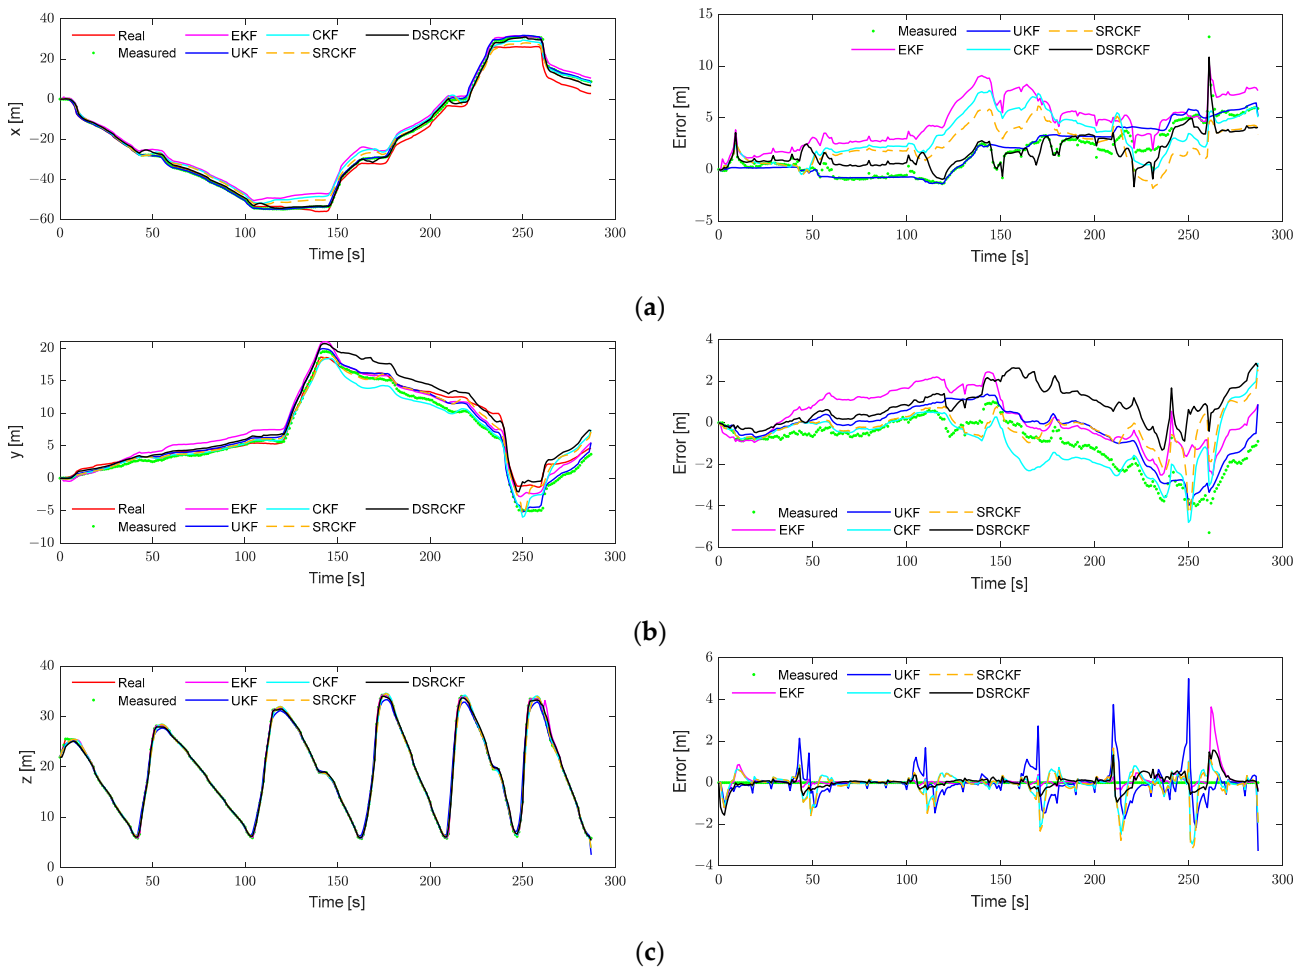 40
20
0
−20
−40
−60
x [m]
Real EKF CKF DSRCKF
Measured UKF SRCKF
0 50 100 150 200 250 300
Time [s]
15
10
5
0
−5
Error [m]
Measured UKF SRCKF
EKF CKF DSRCKF
0 50 100 150 200 250 300
Time [s]
(a)
20
15
10
5
0
−5
−10
y [m]
Real EKF CKF DSRCKF
Measured UKF SRCKF
0 50 100 150 200 250 300
Time [s]
4
2
0
−2
−4
−6
Error [m]
Measured UKF SRCKF
EKF CKF DSRCKF
0 50 100 150 200 250 300
Time [s]
(b)
40
30
20
10
0
z [m]
Real EKF CKF DSRCKF
Measured UKF SRCKF
0 50 100 150 200 250 300
Time [s]
6
4
2
0
−2
−4
Error [m]
Measured UKF SRCKF
EKF CKF DSRCKF
0 50 100 150 200 250 300
Time [s]
(c)